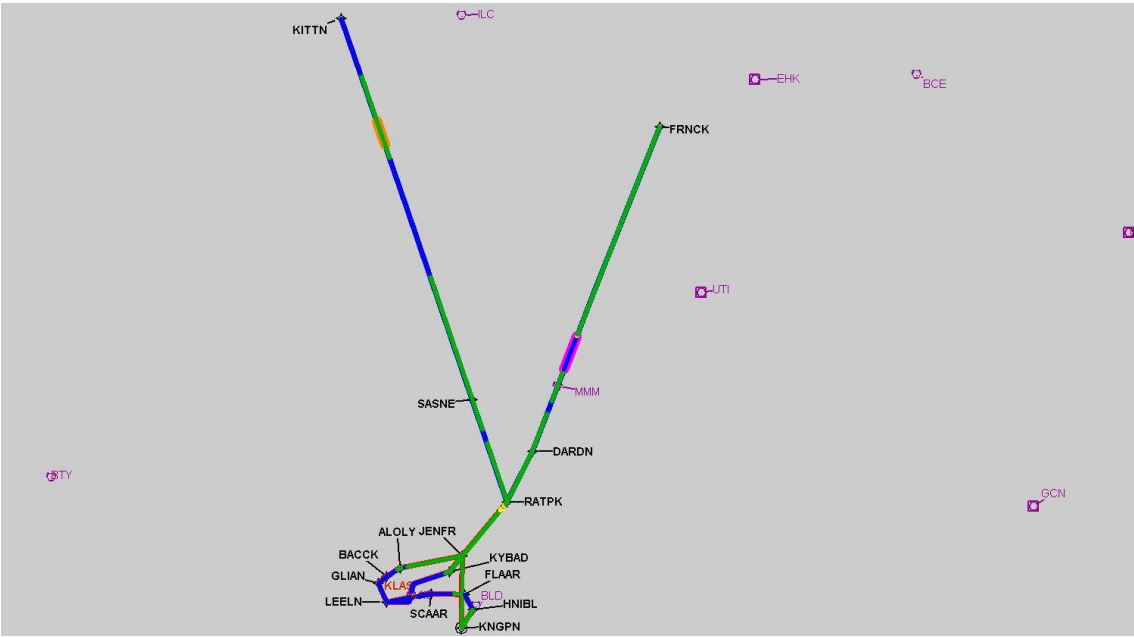 ILC
KITTN
EHK
BCE
FRNCK
UTI
MMM
SASNE
DARDN
BTY
GCN
RATPK
ALOLY
JENFR
BACCK
KYBAD
GLIAN
FLAAR
KLAS
LEELN
BLD
HNIBL
SCAAR
KNGPN